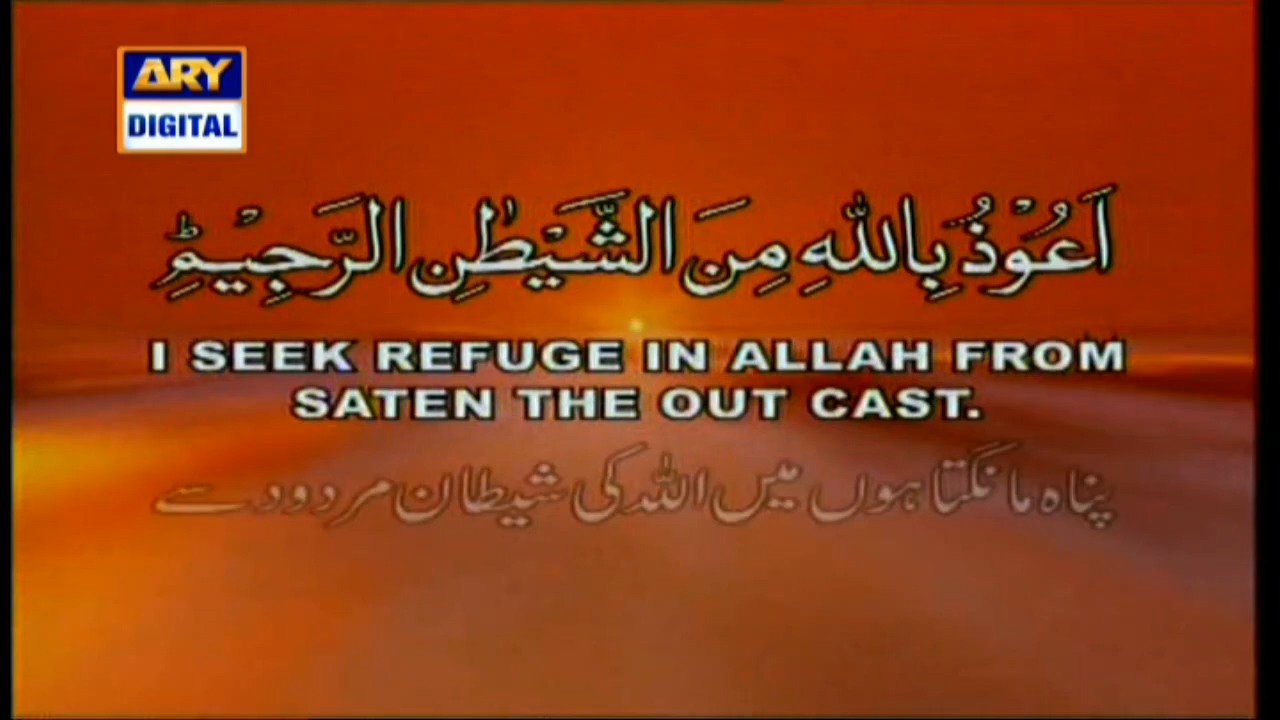 ARY
DIGITAL
اَعُوْذُ بِاللّٰهِ مِنَ الشَّيْطٰنِ الرَّجِيْمِ ؕ
I SEEK REFUGE IN ALLAH FROM
SATEN THE OUT CAST.
پناہ مانگتا ہوں میں اللہ کی شیطان مردود سے